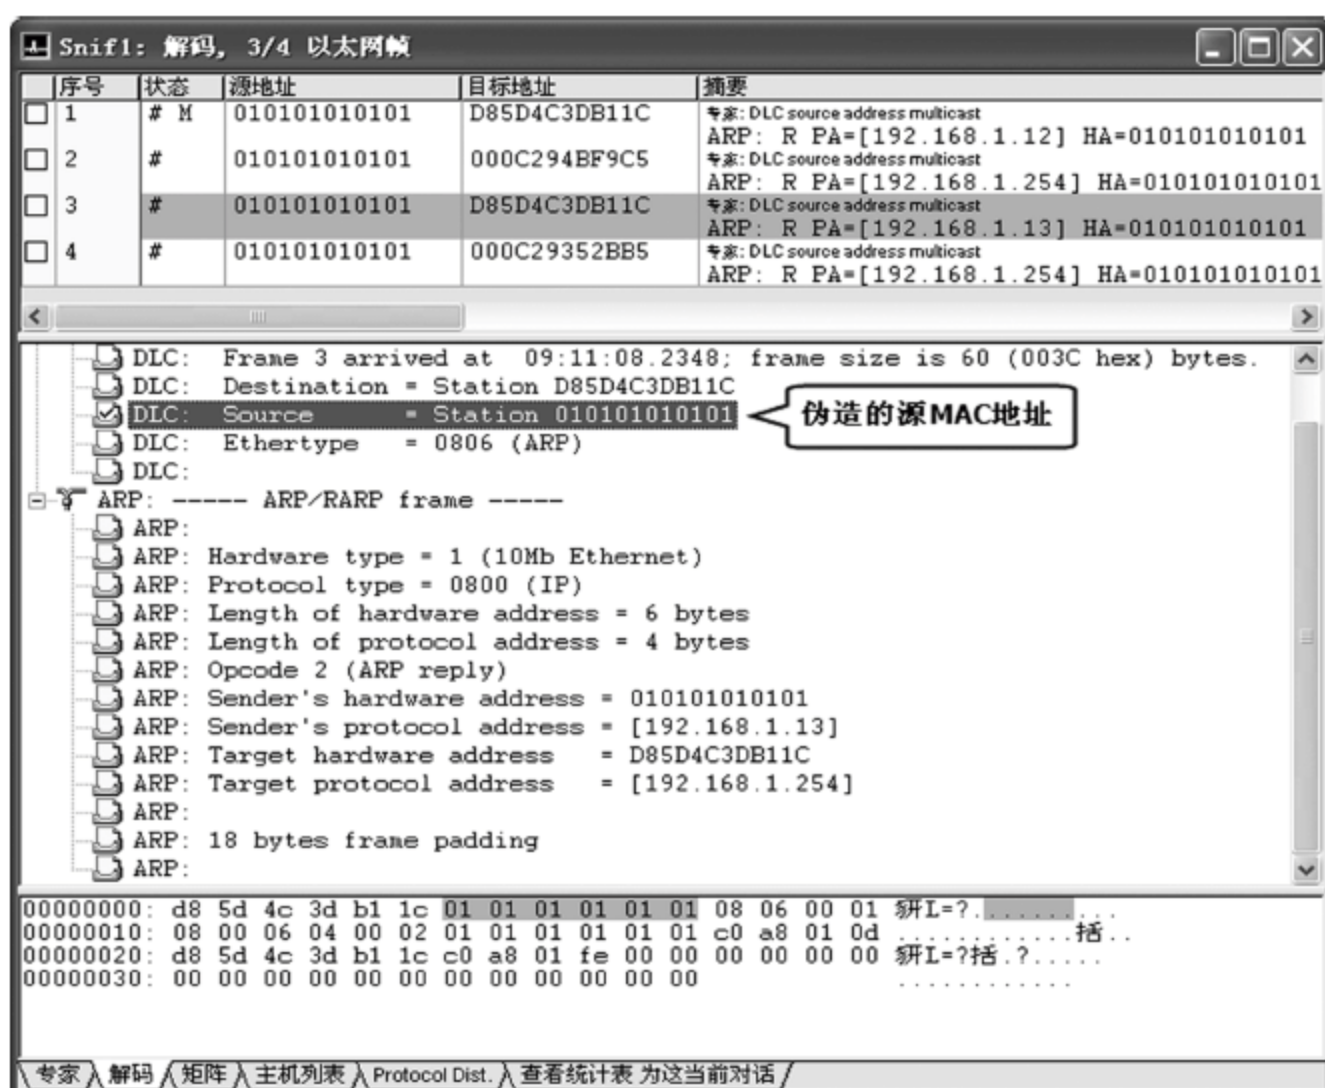 Snif1: 解码, 3/4 以太网帧
序号 状态 源地址 目标地址 摘要
1 # M 010101010101 D85D4C3DB11C 专家: DLC source address multicast
ARP: R PA=[192.168.1.12] HA=010101010101
2 # 010101010101 000C294BF9C5 专家: DLC source address multicast
ARP: R PA=[192.168.1.254] HA=010101010101
3 # 010101010101 D85D4C3DB11C 专家: DLC source address multicast
ARP: R PA=[192.168.1.13] HA=010101010101
4 # 010101010101 000C29352BB5 专家: DLC source address multicast
ARP: R PA=[192.168.1.254] HA=010101010101
DLC: Frame 3 arrived at 09:11:08.2348; frame size is 60 (003C hex) bytes.
DLC: Destination = Station D85D4C3DB11C
DLC: Source = Station 010101010101
伪造的源MAC地址
DLC: Ethertype = 0806 (ARP)
DLC:
ARP: ----- ARP/RARP frame -----
ARP:
ARP: Hardware type = 1 (10Mb Ethernet)
ARP: Protocol type = 0800 (IP)
ARP: Length of hardware address = 6 bytes
ARP: Length of protocol address = 4 bytes
ARP: Opcode 2 (ARP reply)
ARP: Sender's hardware address = 010101010101
ARP: Sender's protocol address = [192.168.1.13]
ARP: Target hardware address = D85D4C3DB11C
ARP: Target protocol address = [192.168.1.254]
ARP:
ARP: 18 bytes frame padding
ARP:
00000000: d8 5d 4c 3d b1 1c 01 01 01 01 01 01 08 06 00 01 豜L=?..........
00000010: 08 00 06 04 00 02 01 01 01 01 01 01 c0 a8 01 0d ............括..
00000020: d8 5d 4c 3d b1 1c c0 a8 01 fe 00 00 00 00 00 00 豜L=?括.?......
00000030: 00 00 00 00 00 00 00 00 00 00 00 00 ............
专家 解码 矩阵 主机列表 Protocol Dist. 查看统计表 为这当前对话